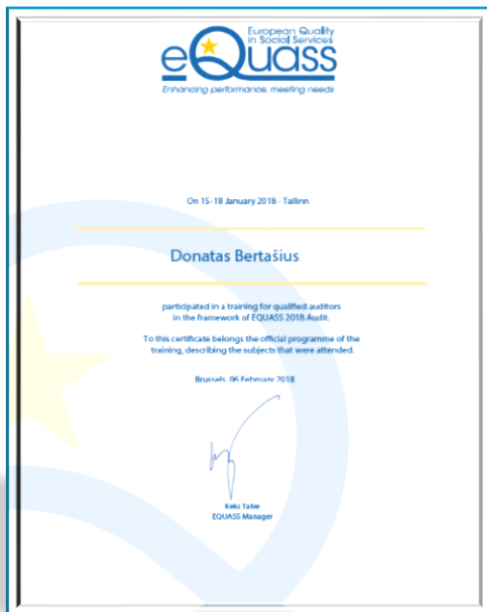 European Quality
in Social Services
eQuass
Enhancing performance, meeting needs
On 15-18 January 2018 - Tallinn
Donatas Bertašius
participated in a training for qualified auditors
in the framework of EQUASS 2018 Audit.
To this certificate belongs the official programme of the
training, describing the subjects that were attended.
Brussels, 06 February 2018
EQUASS Manager